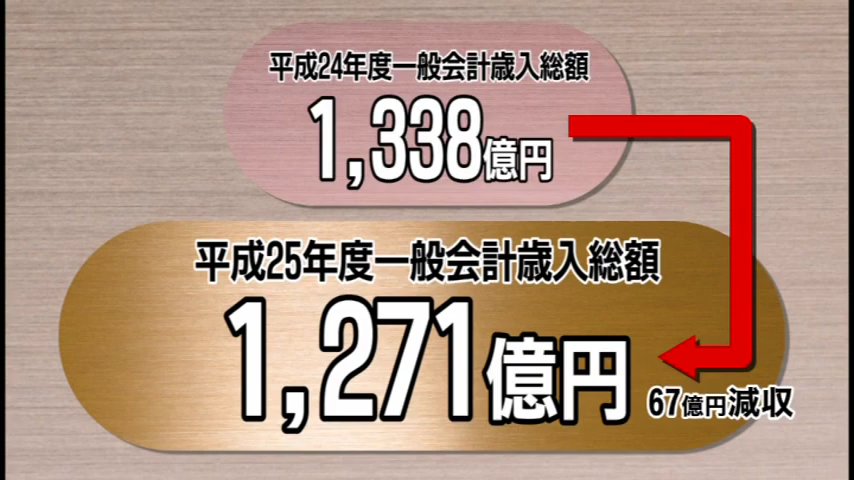 平成24年度一般会計歳入総額
1,338億円
平成25年度一般会計歳入総額
1,271億円
67億円減収